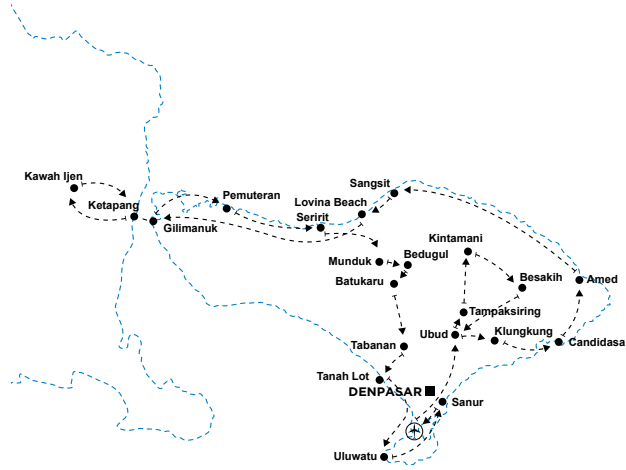 Kawah Ijen
Ketapang
Gilimanuk
Pemuteran
Seririt
Lovina Beach
Sangsit
Munduk
Bedugul
Batukaru
Kintamani
Besakih
Amed
Tampaksiring
Ubud
Klungkung
Candidasa
Tabanan
Tanah Lot
DENPASAR
Sanur
Uluwatu